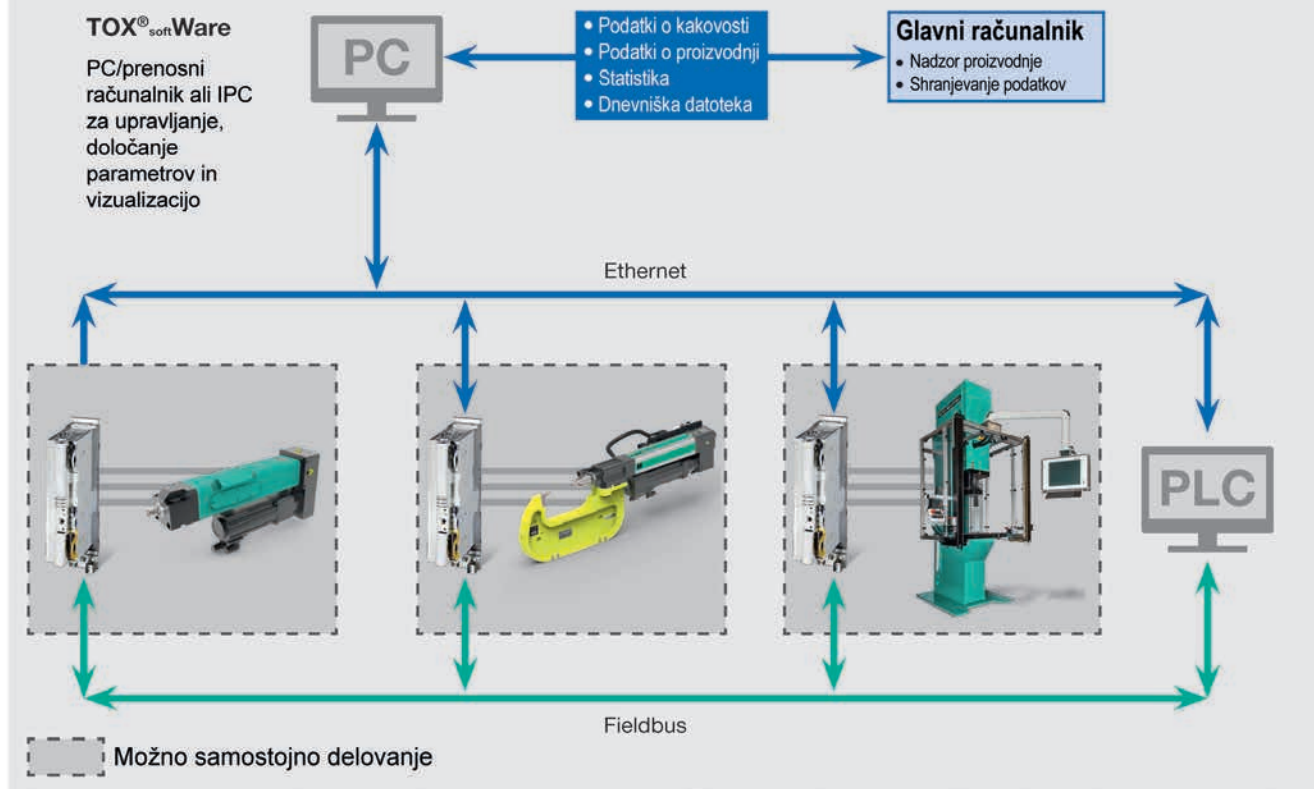 TOX® softWare
PC/prenosni
računalnik ali IPC
za upravljanje,
določanje
parametrov in
vizualizacijo
PC
• Podatki o kakovosti
• Podatki o proizvodnji
• Statistika
• Dnevniška datoteka
Glavni računalnik
• Nadzor proizvodnje
• Shranjevanje podatkov
Ethernet
PLC
Fieldbus
Možno samostojno delovanje